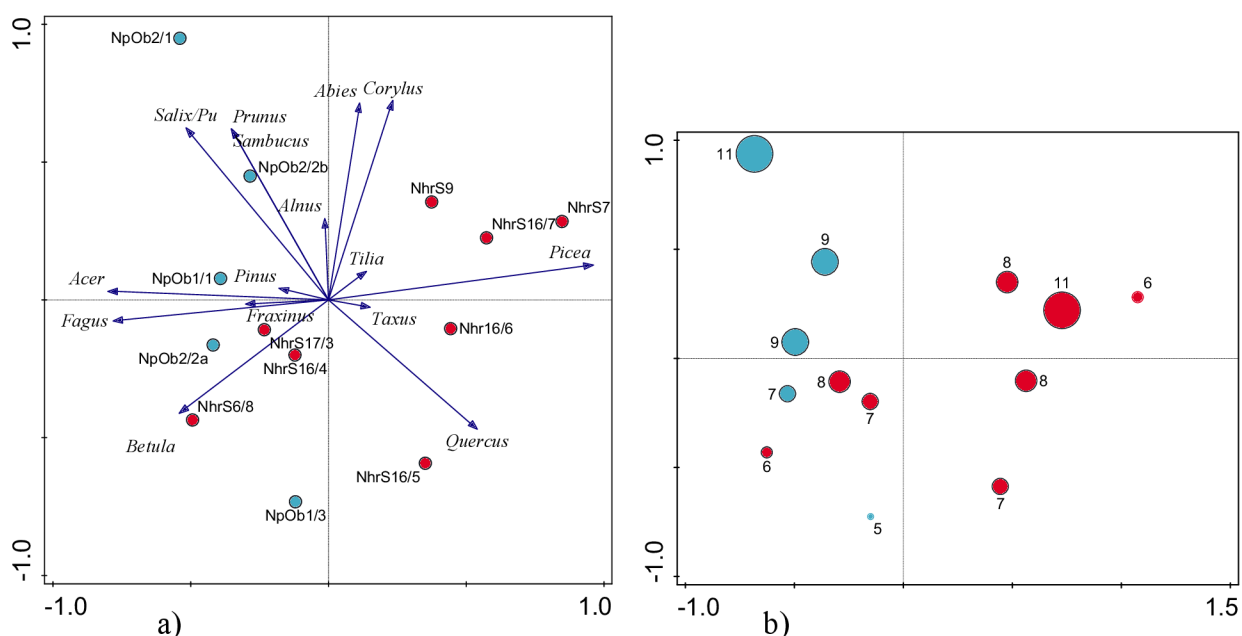 1.0
NpOb2/1
Abies Corylus
Salix/Pu Prunus
Sambucus
NpOb2/2b
Alnus
NhrS9
NhrS7
NhrS16/7
Picea
Tilia
Acer
NpOb1/1
Pinus
Fagus
Fraxinus
Taxus
Nhr16/6
NhrS17/3
NpOb2/2a
NhrS16/4
NhrS6/8
Betula
Quercus
NhrS16/5
NpOb1/3
-1.0
-1.0
1.0
a)
1.0
11
9
8
11
6
9
8
8
7
7
6
7
5
-1.0
-1.0
1.5
b)